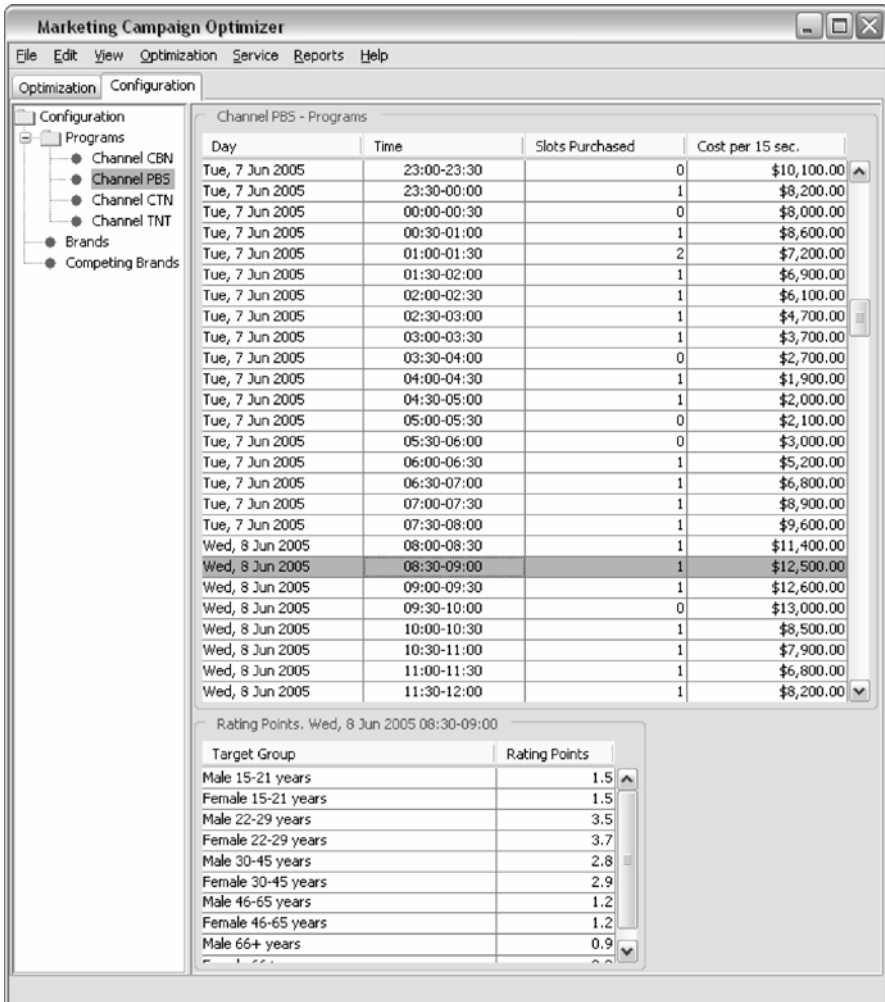 Marketing Campaign Optimizer
File Edit View Optimization Service Reports Help
Optimization Configuration
Configuration
Programs
Channel CBN
Channel PBS
Channel CTN
Channel TNT
Brands
Competing Brands
Channel PBS - Programs
Day Time Slots Purchased Cost per 15 sec.
Tue, 7 Jun 2005 23:00-23:30 0 $10,100.00
Tue, 7 Jun 2005 23:30-00:00 1 $8,200.00
Tue, 7 Jun 2005 00:00-00:30 0 $8,000.00
Tue, 7 Jun 2005 00:30-01:00 1 $8,600.00
Tue, 7 Jun 2005 01:00-01:30 2 $7,200.00
Tue, 7 Jun 2005 01:30-02:00 1 $6,900.00
Tue, 7 Jun 2005 02:00-02:30 1 $6,100.00
Tue, 7 Jun 2005 02:30-03:00 1 $4,700.00
Tue, 7 Jun 2005 03:00-03:30 1 $3,700.00
Tue, 7 Jun 2005 03:30-04:00 0 $2,700.00
Tue, 7 Jun 2005 04:00-04:30 1 $1,900.00
Tue, 7 Jun 2005 04:30-05:00 1 $2,000.00
Tue, 7 Jun 2005 05:00-05:30 0 $2,100.00
Tue, 7 Jun 2005 05:30-06:00 0 $3,000.00
Tue, 7 Jun 2005 06:00-06:30 1 $5,200.00
Tue, 7 Jun 2005 06:30-07:00 1 $6,800.00
Tue, 7 Jun 2005 07:00-07:30 1 $8,900.00
Tue, 7 Jun 2005 07:30-08:00 1 $9,600.00
Wed, 8 Jun 2005 08:00-08:30 1 $11,400.00
Wed, 8 Jun 2005 08:30-09:00 1 $12,500.00
Wed, 8 Jun 2005 09:00-09:30 1 $12,600.00
Wed, 8 Jun 2005 09:30-10:00 0 $13,000.00
Wed, 8 Jun 2005 10:00-10:30 1 $8,500.00
Wed, 8 Jun 2005 10:30-11:00 1 $7,900.00
Wed, 8 Jun 2005 11:00-11:30 1 $6,800.00
Wed, 8 Jun 2005 11:30-12:00 1 $8,200.00
Rating Points. Wed, 8 Jun 2005 08:30-09:00
Target Group Rating Points
Male 15-21 years 1.5
Female 15-21 years 1.5
Male 22-29 years 3.5
Female 22-29 years 3.7
Male 30-45 years 2.8
Female 30-45 years 2.9
Male 46-65 years 1.2
Female 46-65 years 1.2
Male 66+ years 0.9